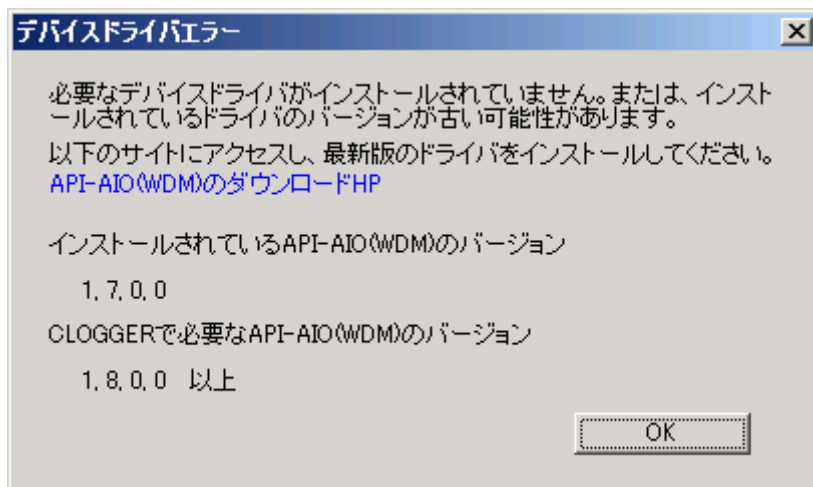 デバイスドライバエラー
必要なデバイスドライバがインストールされていません。または、インスト
ールされているドライバのバージョンが古い可能性があります。
以下のサイトにアクセスし、最新版のドライバをインストールしてください。
API-AIO(WDM)のダウンロードHP
インストールされているAPI-AIO(WDM)のバージョン
1, 7, 0, 0
CLOGGERで必要なAPI-AIO(WDM)のバージョン
1, 8, 0, 0 以上
OK